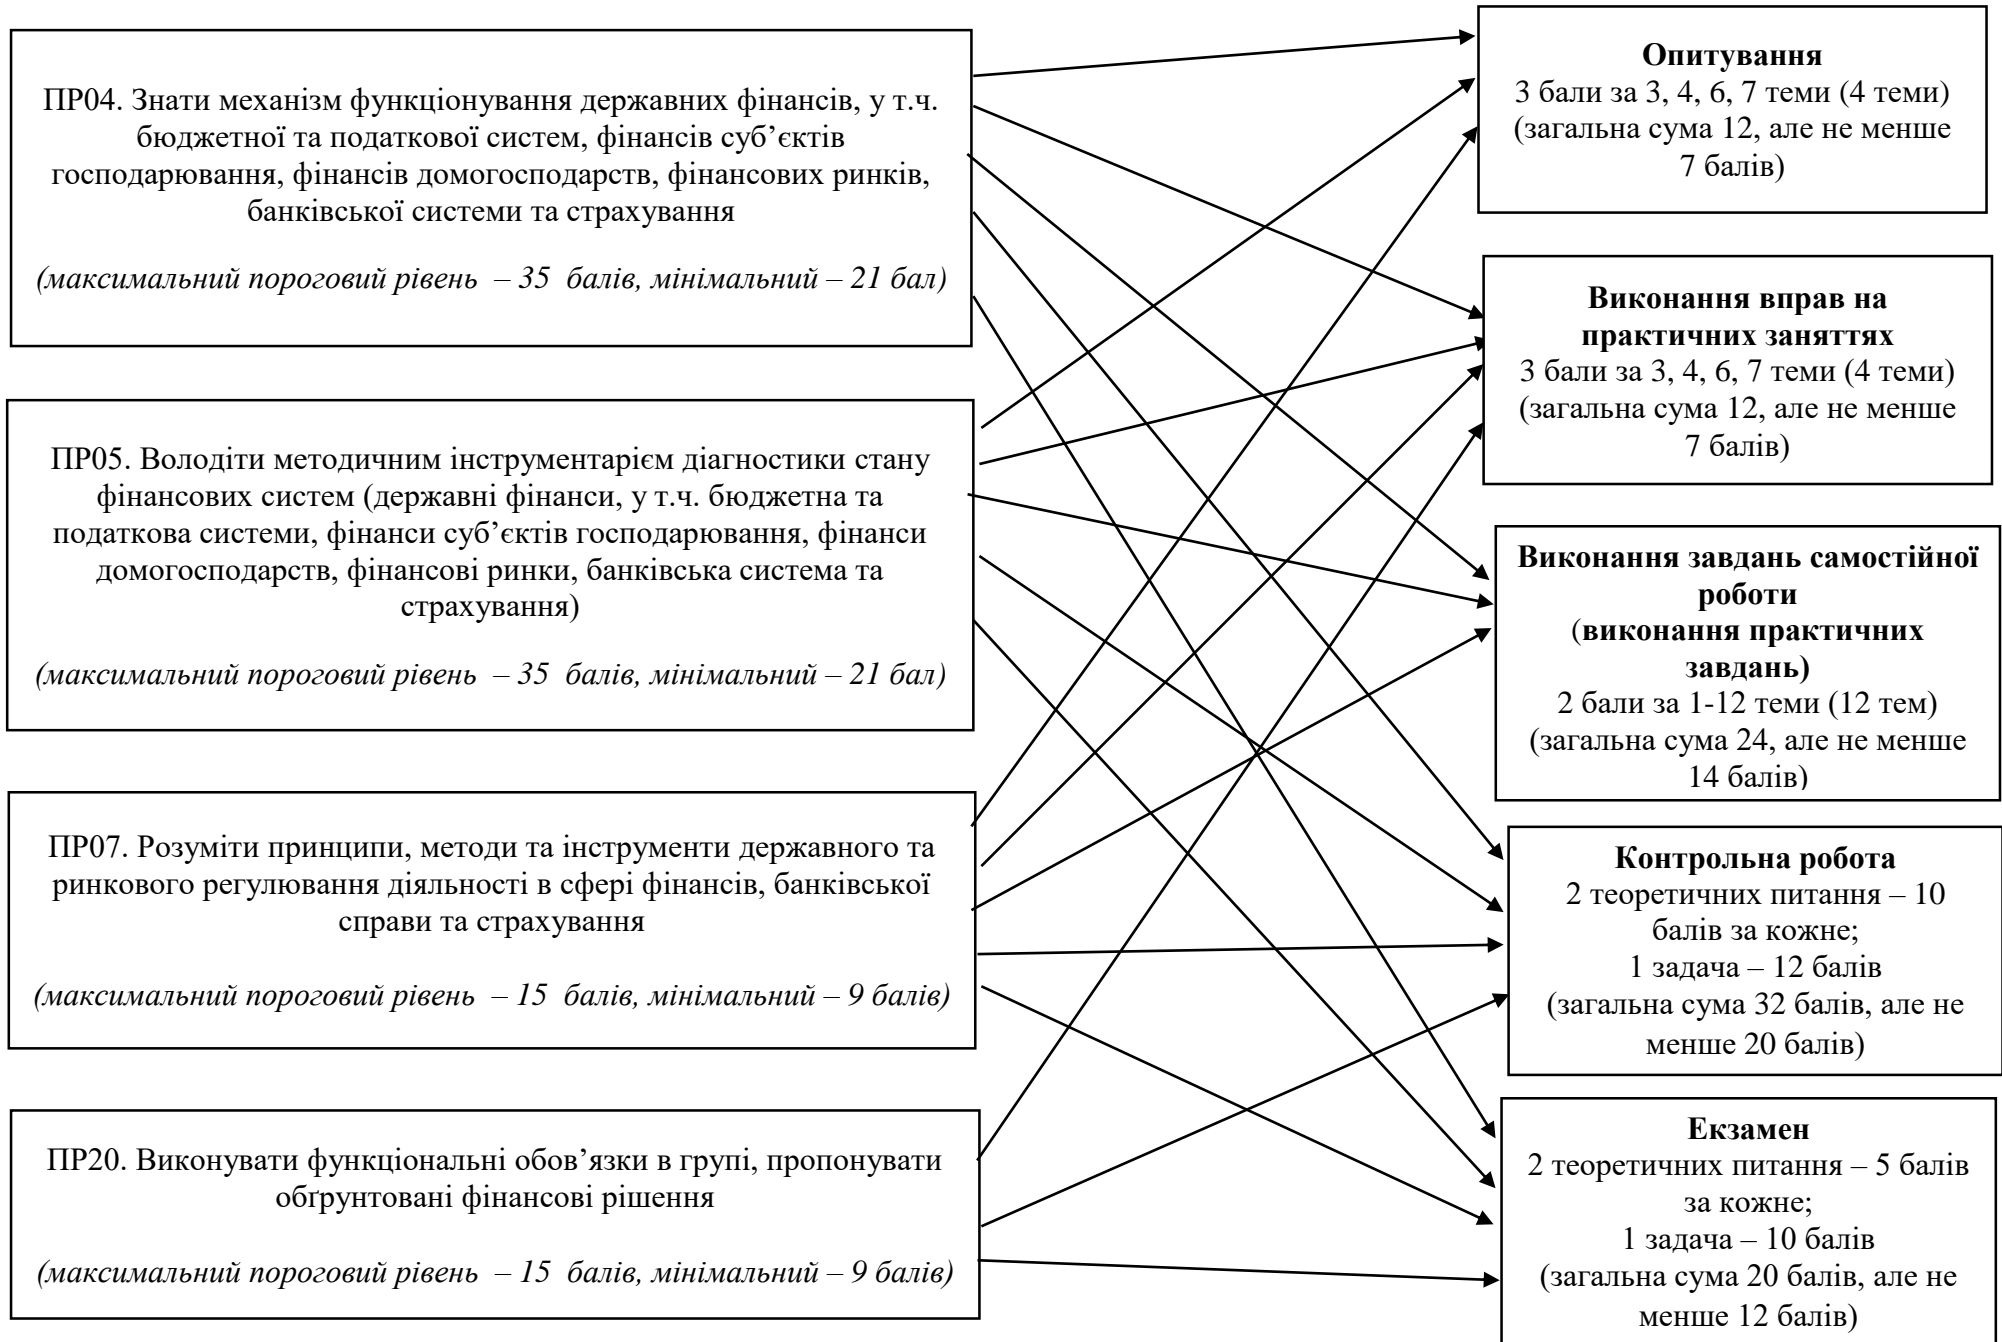 ПР04. Знати механізм функціонування державних фінансів, у т.ч.
бюджетної та податкової систем, фінансів суб’єктів
господарювання, фінансів домогосподарств, фінансових ринків,
банківської системи та страхування
(максимальний пороговий рівень – 35 балів, мінімальний – 21 бал)
ПР05. Володіти методичним інструментарієм діагностики стану
фінансових систем (державні фінанси, у т.ч. бюджетна та
податкова системи, фінанси суб’єктів господарювання, фінанси
домогосподарств, фінансові ринки, банківська система та
страхування)
(максимальний пороговий рівень – 35 балів, мінімальний – 21 бал)
ПР07. Розуміти принципи, методи та інструменти державного та
ринкового регулювання діяльності в сфері фінансів, банківської
справи та страхування
(максимальний пороговий рівень – 15 балів, мінімальний – 9 балів)
ПР20. Виконувати функціональні обов’язки в групі, пропонувати
обґрунтовані фінансові рішення
(максимальний пороговий рівень – 15 балів, мінімальний – 9 балів)
Опитування
3 бали за 3, 4, 6, 7 теми (4 теми)
(загальна сума 12, але не менше
7 балів)
Виконання вправ на
практичних заняттях
3 бали за 3, 4, 6, 7 теми (4 теми)
(загальна сума 12, але не менше
7 балів)
Виконання завдань самостійної
роботи
(виконання практичних
завдань)
2 бали за 1-12 теми (12 тем)
(загальна сума 24, але не менше
14 балів)
Контрольна робота
2 теоретичних питання – 10
балів за кожне;
1 задача – 12 балів
(загальна сума 32 балів, але не
менше 20 балів)
Екзамен
2 теоретичних питання – 5 балів
за кожне;
1 задача – 10 балів
(загальна сума 20 балів, але не
менше 12 балів)